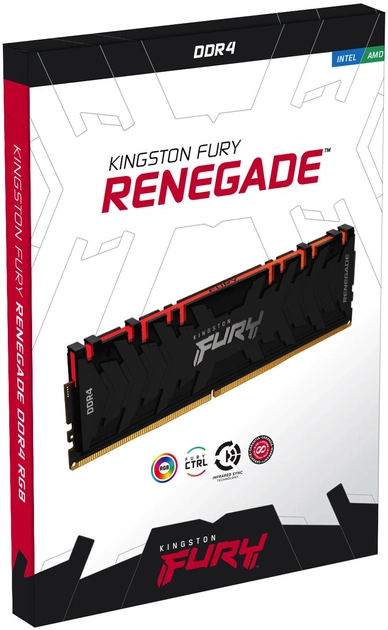 DDR4
INTEL / AMD
KINGSTON FURY
RENEGADE™
KINGSTON FURY RENEGADE DDR4 RGB
FURY
RENEGADE
KINGSTON
FURY
DDR4
RGB
FURY
CTRL
INFRARED SYNC
TECHNOLOGY
KINGSTON
FURY